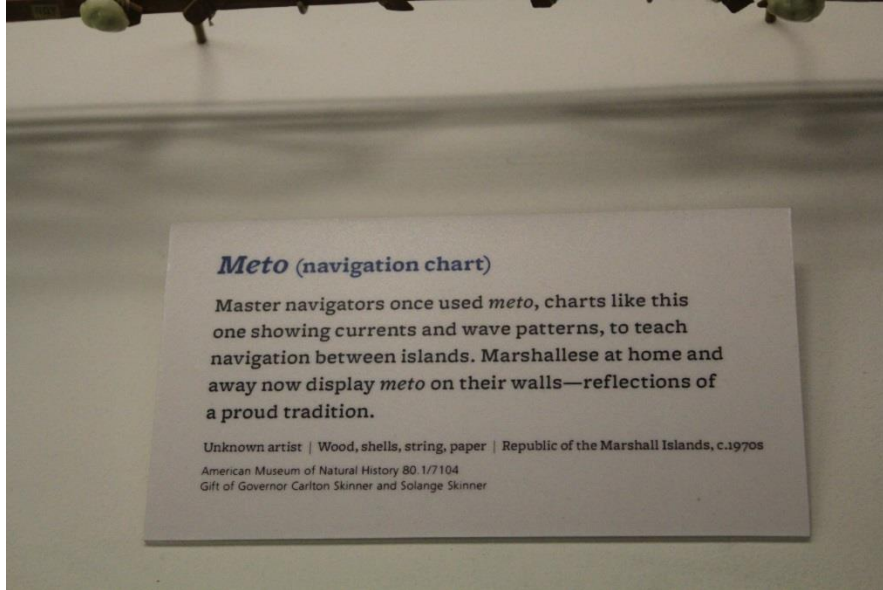 Meto (navigation chart)
Master navigators once used meto, charts like this
one showing currents and wave patterns, to teach
navigation between islands. Marshallese at home and
away now display meto on their walls—reflections of
a proud tradition.
Unknown artist | Wood, shells, string, paper | Republic of the Marshall Islands, c.1970s
American Museum of Natural History 80.1/7104
Gift of Governor Carlton Skinner and Solange Skinner